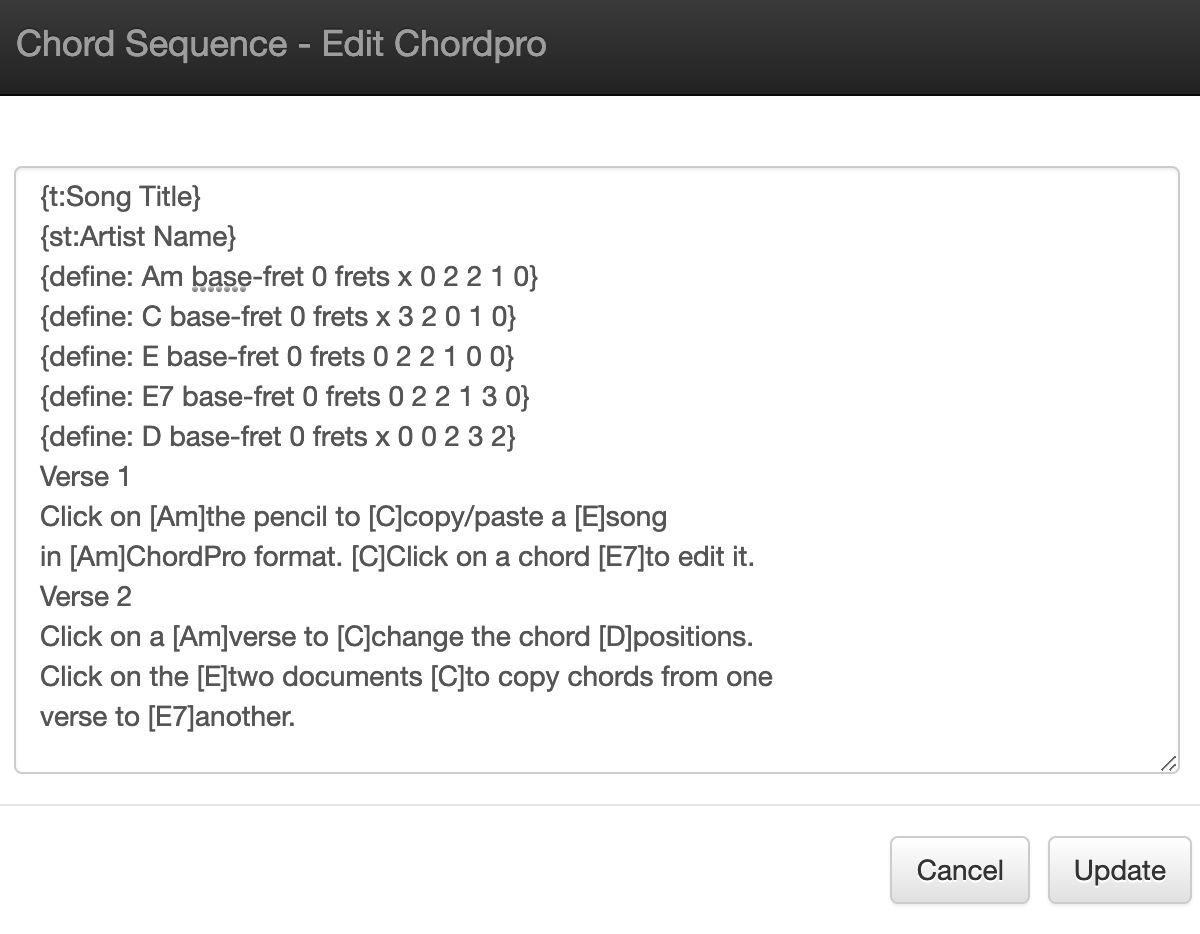 Chord Sequence - Edit Chordpro
{t:Song Title}
{st:Artist Name}
{define: Am base-fret 0 frets x 0 2 2 1 0}
{define: C base-fret 0 frets x 3 2 0 1 0}
{define: E base-fret 0 frets 0 2 2 1 0 0}
{define: E7 base-fret 0 frets 0 2 2 1 3 0}
{define: D base-fret 0 frets x 0 0 2 3 2}
Verse 1
Click on [Am]the pencil to [C]copy/paste a [E]song
in [Am]ChordPro format. [C]Click on a chord [E7]to edit it.
Verse 2
Click on a [Am]verse to [C]change the chord [D]positions.
Click on the [E]two documents [C]to copy chords from one
verse to [E7]another.
Cancel Update